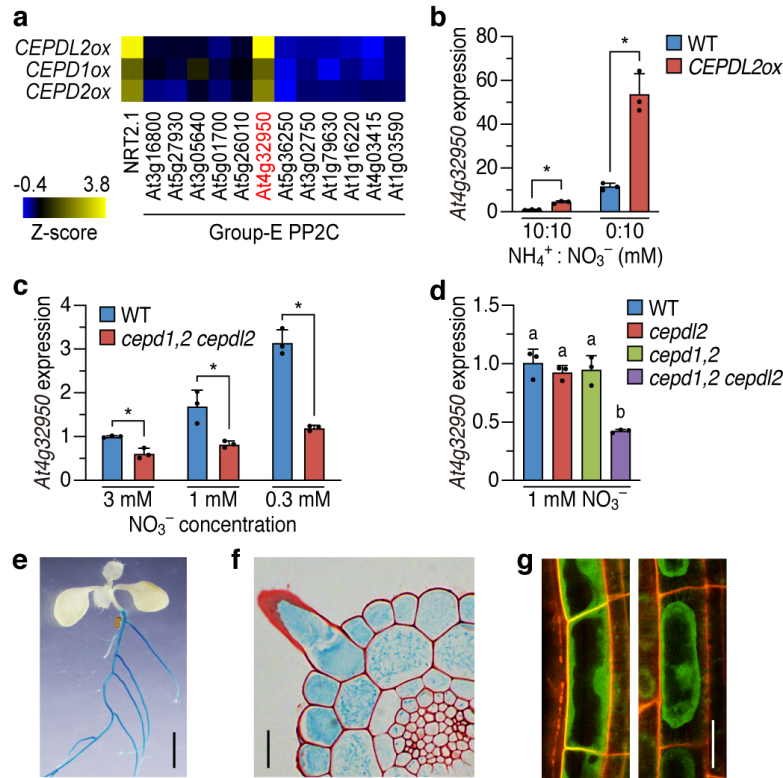 a
CEPDL2ox
CEPD1ox
CEPD2ox
NRT2.1
At3g16800
At5g27930
At3g05640
At5g01700
At5g26010
At4g32950
At5g36250
At3g02750
At1g79630
At1g16220
At4g03415
At1g03590
-0.4 3.8
Z-score
Group-E PP2C
b
WT
CEPDL2ox
At4g32950 expression
80
60
40
20
0
*
*
10:10 0:10
NH₄⁺ : NO₃⁻ (mM)
c
WT
cepd1,2 cepdl2
At4g32950 expression
4
3
2
1
0
*
*
*
3 mM 1 mM 0.3 mM
NO₃⁻ concentration
d
WT
cepdl2
cepd1,2
cepd1,2 cepdl2
At4g32950 expression
1.5
1.0
0.5
0
a a a b
1 mM NO₃⁻
e
f
g